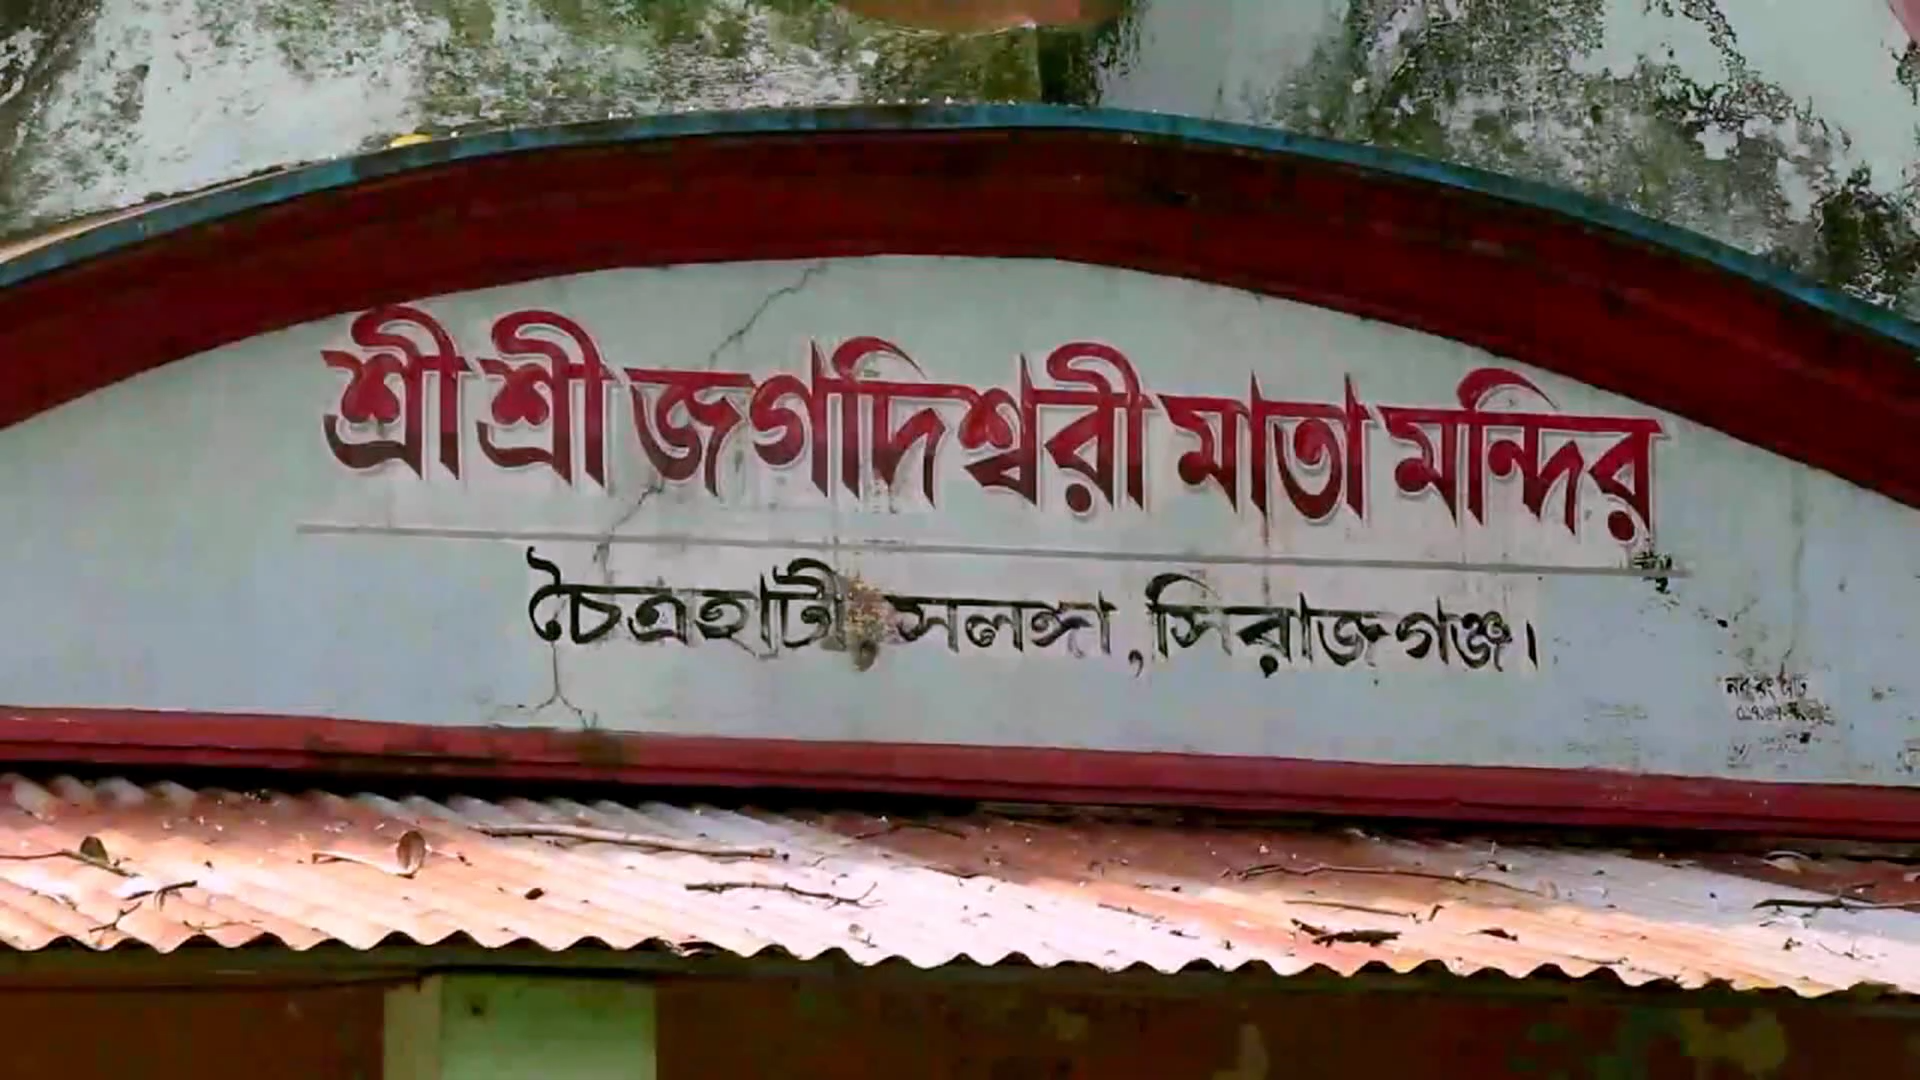 শ্রী শ্রী জগদিশ্বরী মাতা মন্দির
চৈত্রহাটী, সলঙ্গা, সিরাজগঞ্জ।